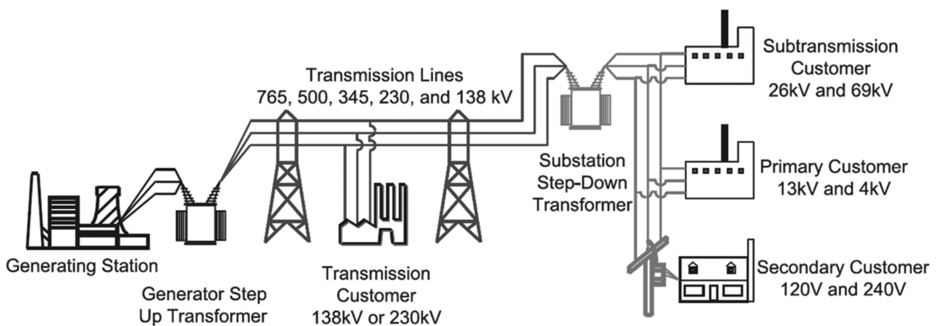 Transmission Lines
765, 500, 345, 230, and 138 kV
Subtransmission
Customer
26kV and 69kV
Substation
Step-Down
Transformer
Primary Customer
13kV and 4kV
Generating Station
Generator Step
Up Transformer
Transmission
Customer
138kV or 230kV
Secondary Customer
120V and 240V